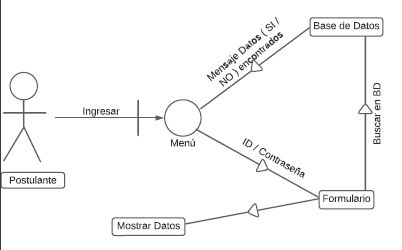 Base de Datos
Mensaje Datos ( SI /
NO ) encontrados
Ingresar
Buscar en BD
Menú
ID / Contraseña
Postulante
Formulario
Mostrar Datos